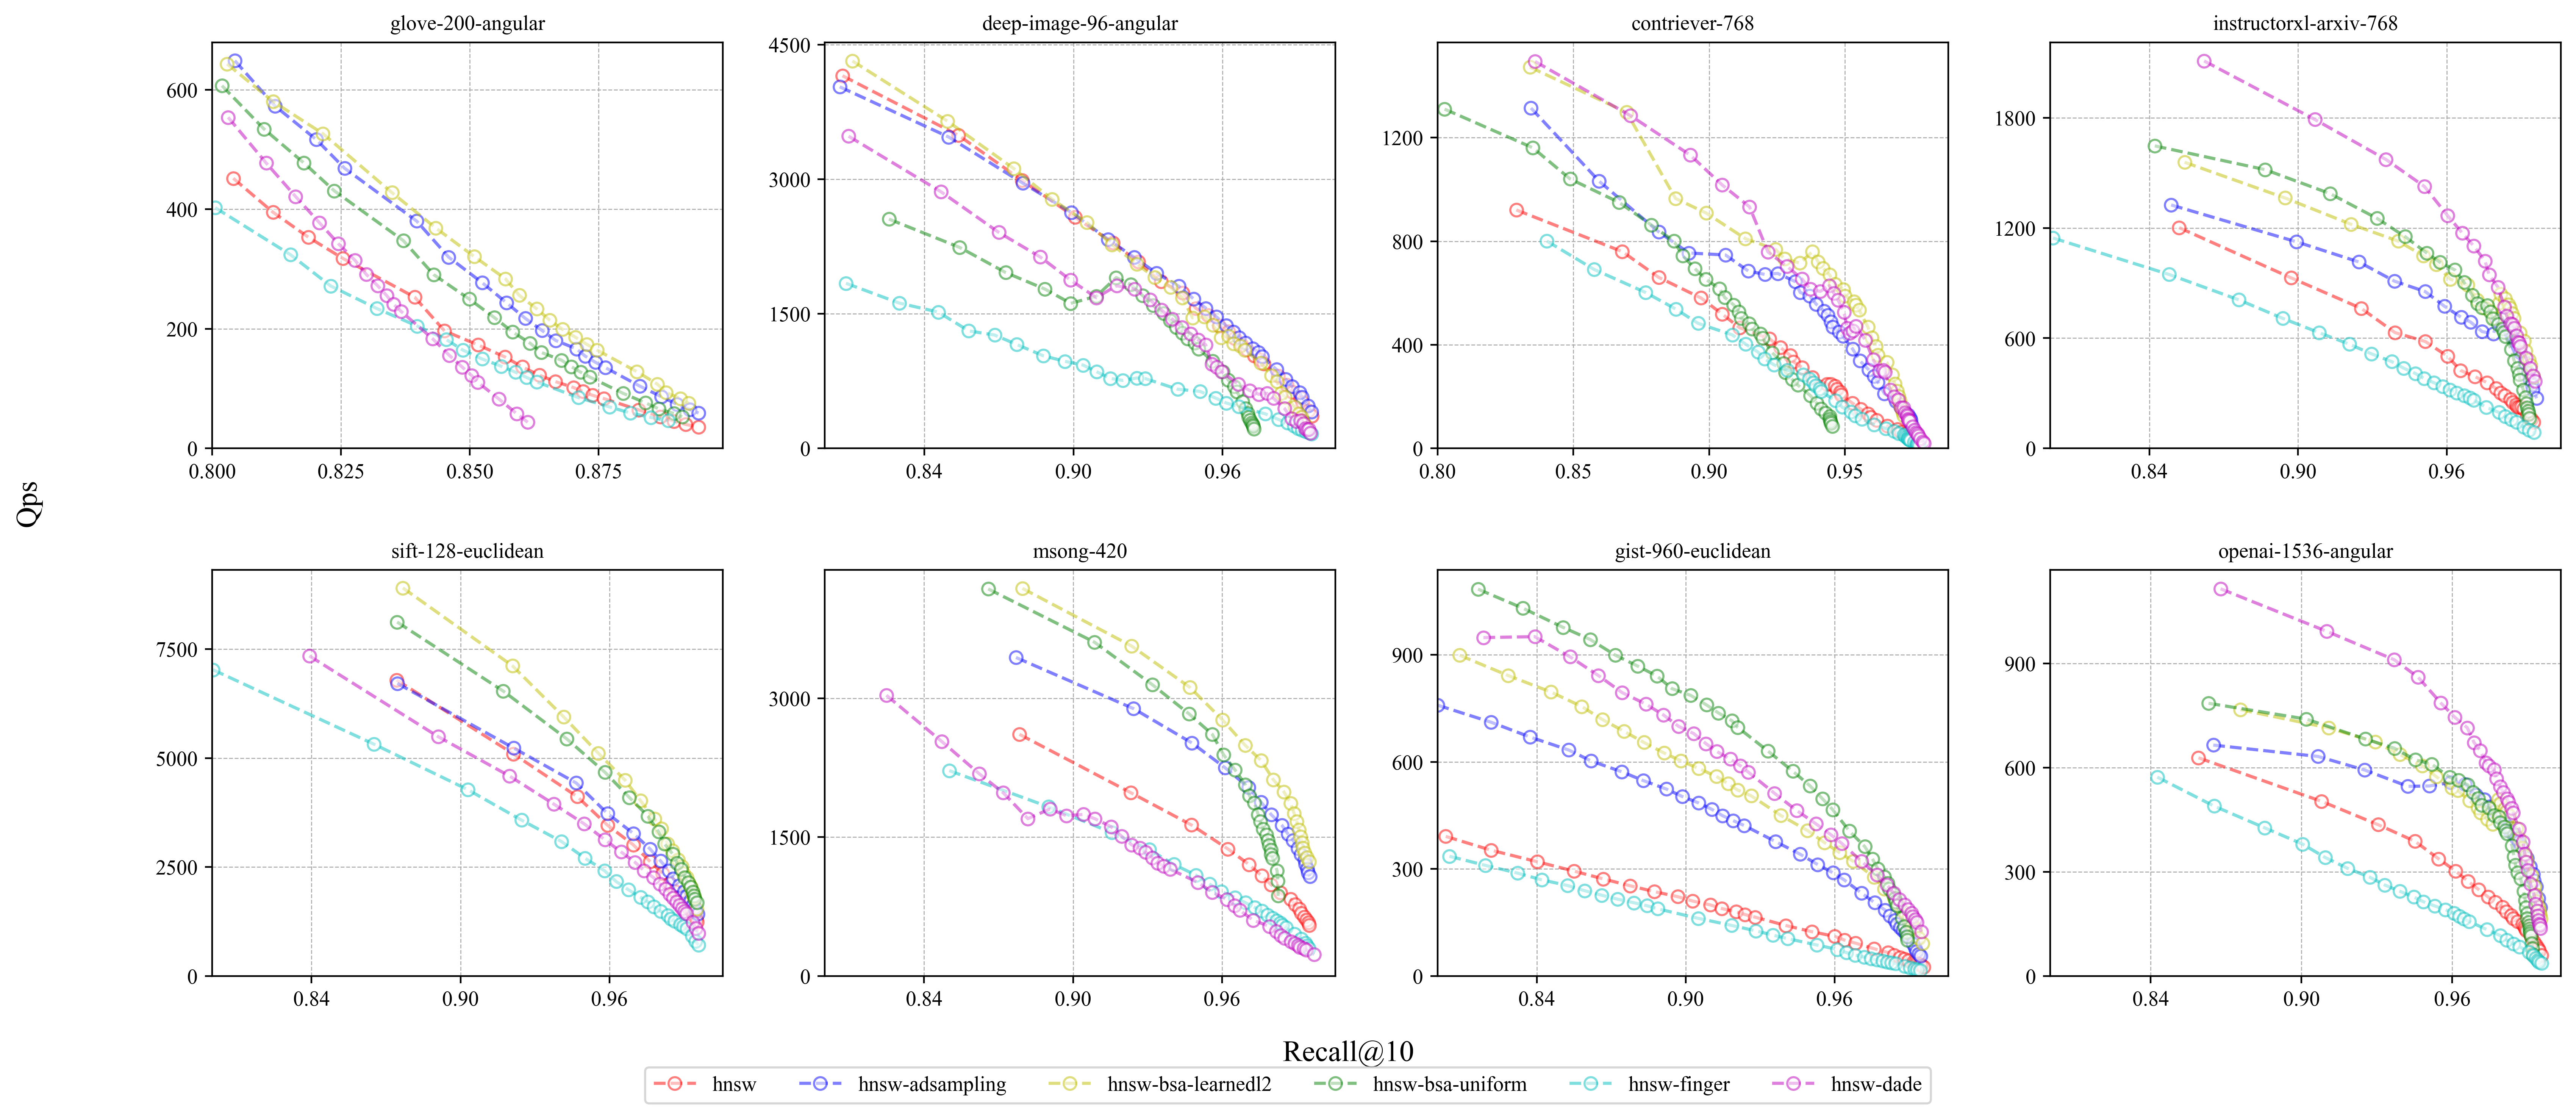 glove-200-angular
deep-image-96-angular
contriever-768
instructorxl-arxiv-768
600
400
200
0
0.800 0.825 0.850 0.875
4500
3000
1500
0
0.84 0.90 0.96
1200
800
400
0
0.80 0.85 0.90 0.95
1800
1200
600
0
0.84 0.90 0.96
Qps
sift-128-euclidean
msong-420
gist-960-euclidean
openai-1536-angular
7500
5000
2500
0
0.84 0.90 0.96
3000
1500
0
0.84 0.90 0.96
900
600
300
0
0.84 0.90 0.96
900
600
300
0
0.84 0.90 0.96
Recall@10
hnsw hnsw-adsampling hnsw-bsa-learnedl2 hnsw-bsa-uniform hnsw-finger hnsw-dade